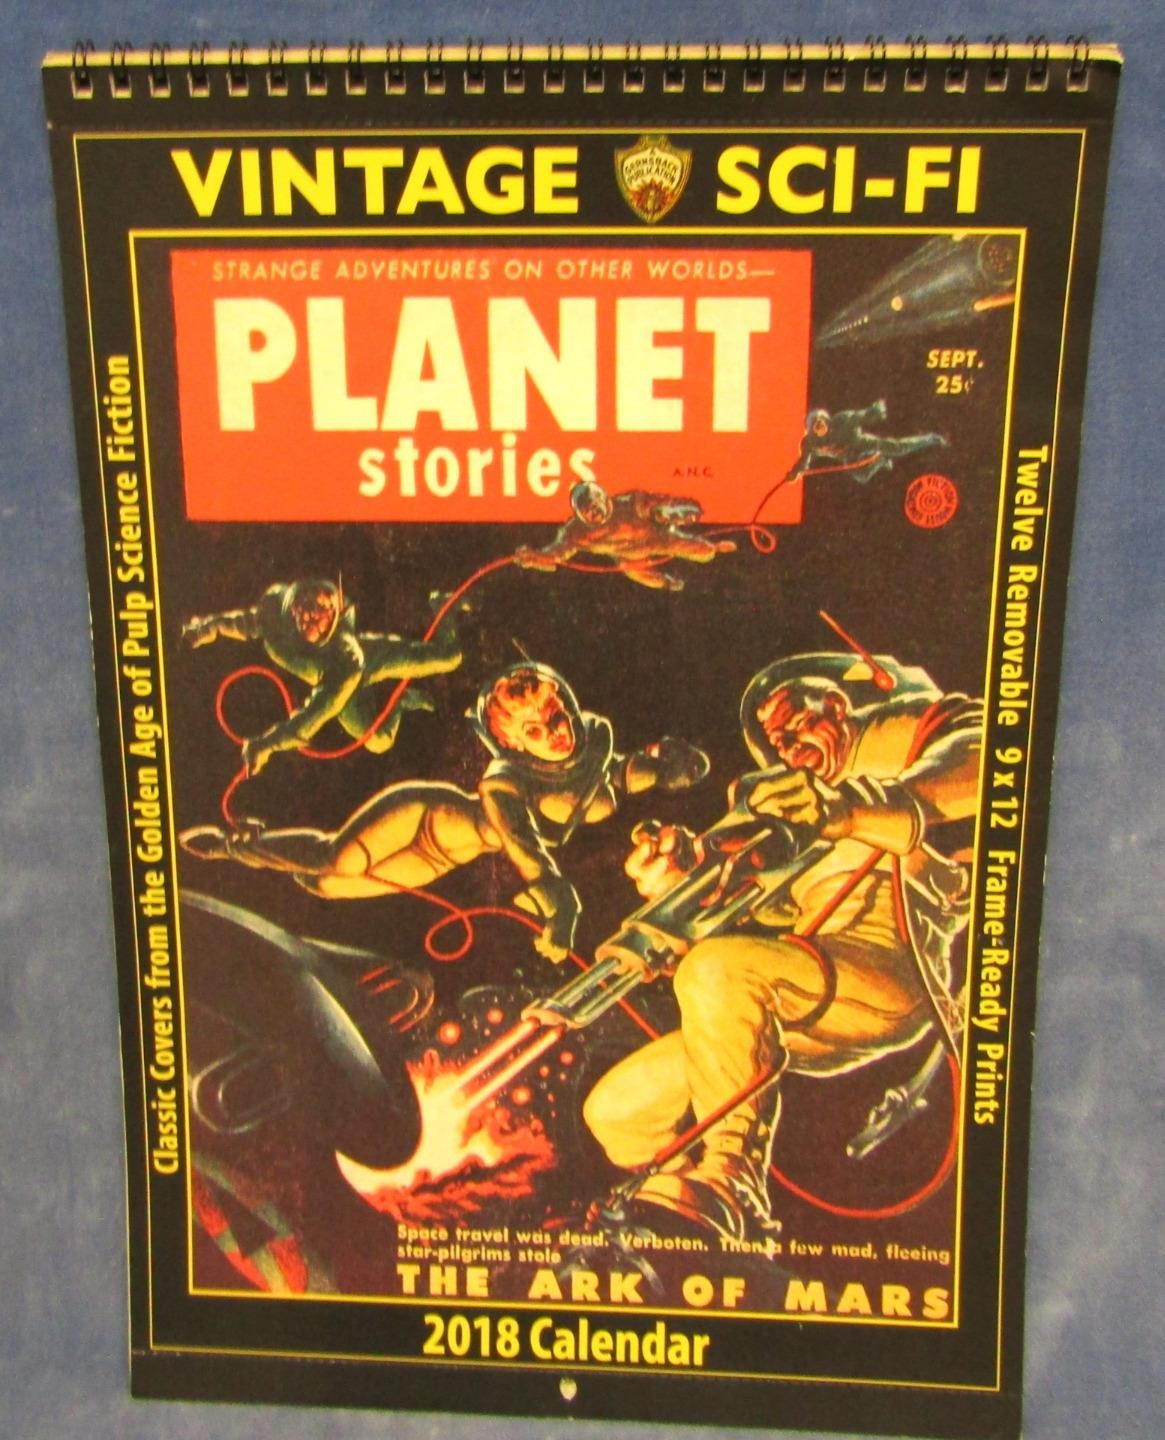 VINTAGE SCI-FI
A
GERNSBACK
PUBLICATION
STRANGE ADVENTURES ON OTHER WORLDS—
PLANET
stories
A.N.C.
SEPT.
25¢
Classic Covers from the Golden Age of Pulp Science Fiction
Twelve Removable 9 x 12 Frame-Ready Prints
Space travel was dead. Verboten. Then a few mad, fleeing
star-pilgrims stole
THE ARK OF MARS
2018 Calendar